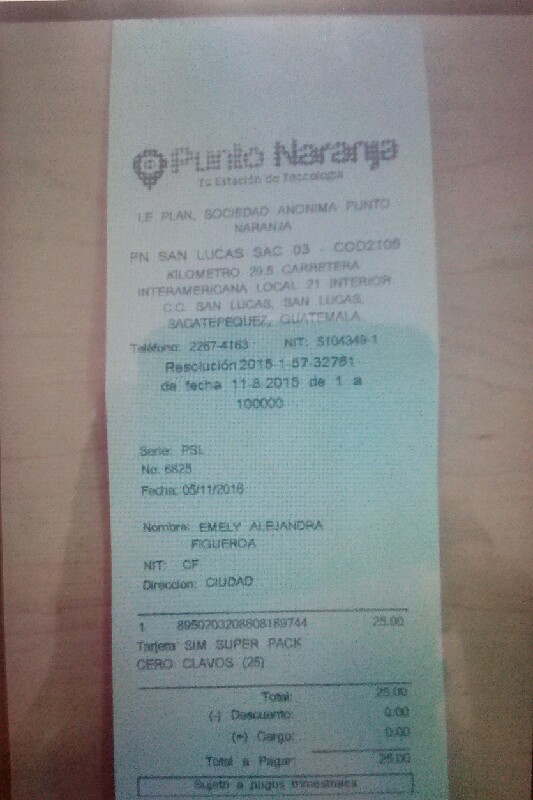 Punto Naranja
Tu Estación de Tecnología
I.E PLAN, SOCIEDAD ANONIMA PUNTO
NARANJA
PN SAN LUCAS SAC 03 - COD2105
KILOMETRO 29.5 CARRETERA
INTERAMERICANA LOCAL 21 INTERIOR
C.C. SAN LUCAS, SAN LUCAS,
SACATEPEQUEZ, GUATEMALA
Teléfono: 2267-4163 NIT: 5104349-1
Resolución 2015-1-57-32781
de fecha 11.8.2015 de 1 a
100000
Serie: PSL
No. 6825
Fecha: 05/11/2016
Nombre: EMELY ALEJANDRA
FIGUEROA
NIT: CF
Direccion: CIUDAD
1 8950203208808189744 25.00
Tarjeta SIM SUPER PACK
CERO CLAVOS (25)
Total: 25.00
(-) Descuento: 0.00
(+) Cargo: 0.00
Total a Pagar: 25.00
Sujeto a pagos trimestrales